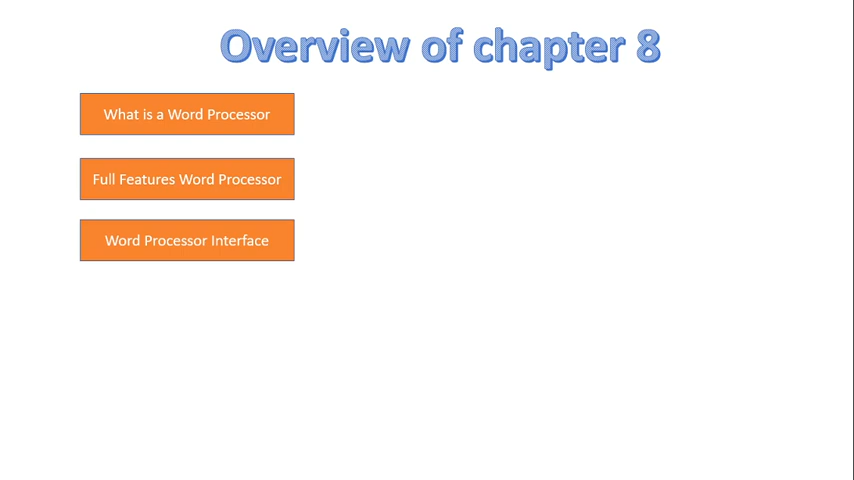 Overview of chapter 8
What is a Word Processor
Full Features Word Processor
Word Processor Interface